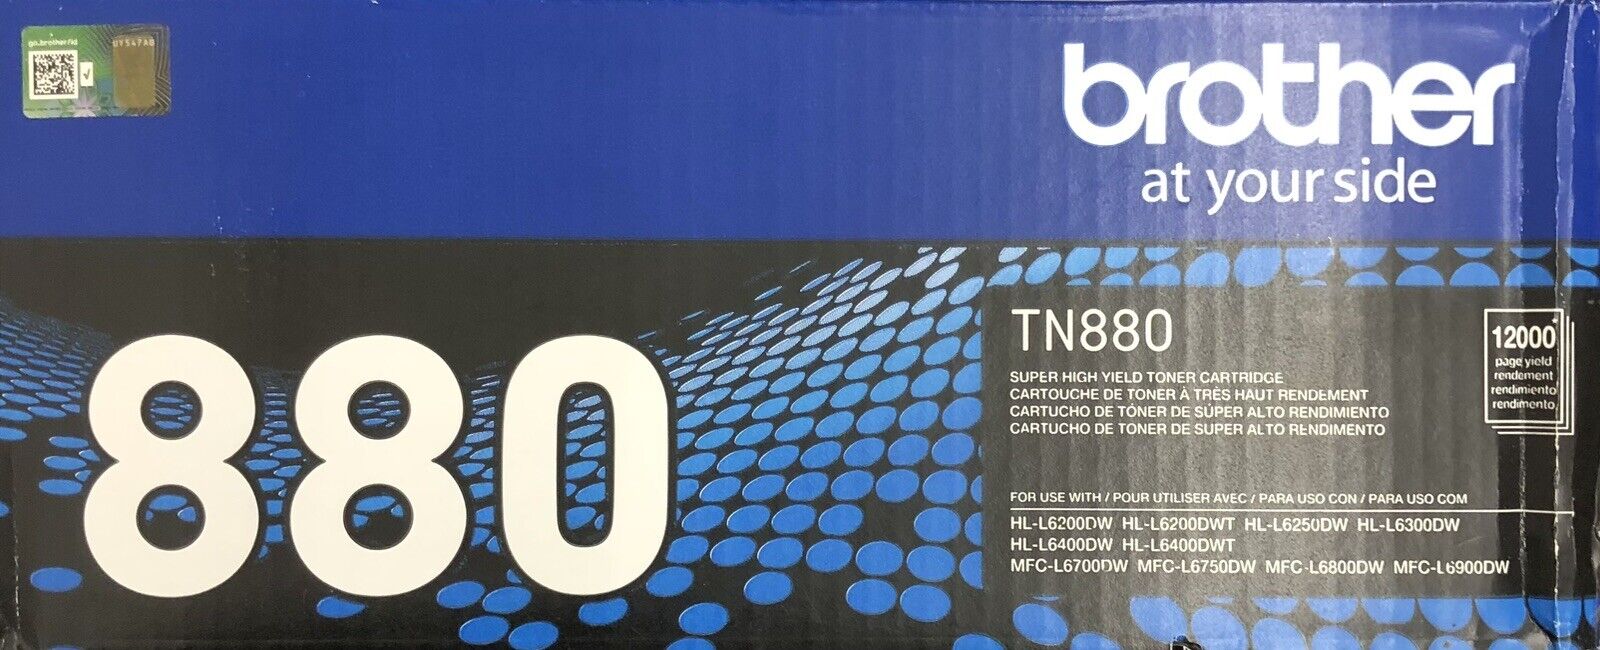 go.brother/id
UY547AB
brother
at your side
880
TN880
SUPER HIGH YIELD TONER CARTRIDGE
CARTOUCHE DE TONER À TRÈS HAUT RENDEMENT
CARTUCHO DE TÓNER DE SÚPER ALTO RENDIMIENTO
CARTUCHO DE TONER DE SUPER ALTO RENDIMENTO
12000*
page yield
rendement
rendimiento
rendimento
FOR USE WITH / POUR UTILISER AVEC / PARA USO CON / PARA USO COM
HL-L6200DW HL-L6200DWT HL-L6250DW HL-L6300DW
HL-L6400DW HL-L6400DWT
MFC-L6700DW MFC-L6750DW MFC-L6800DW MFC-L6900DW